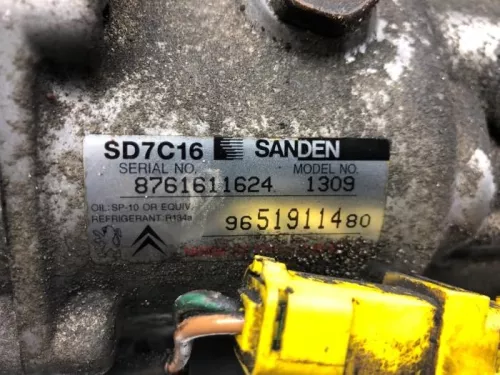 SD7C16 SANDEN
SERIAL NO. MODEL NO.
8761611624 1309
OIL: SP-10 OR EQUIV.
REFRIGERANT: R134a
9651911480